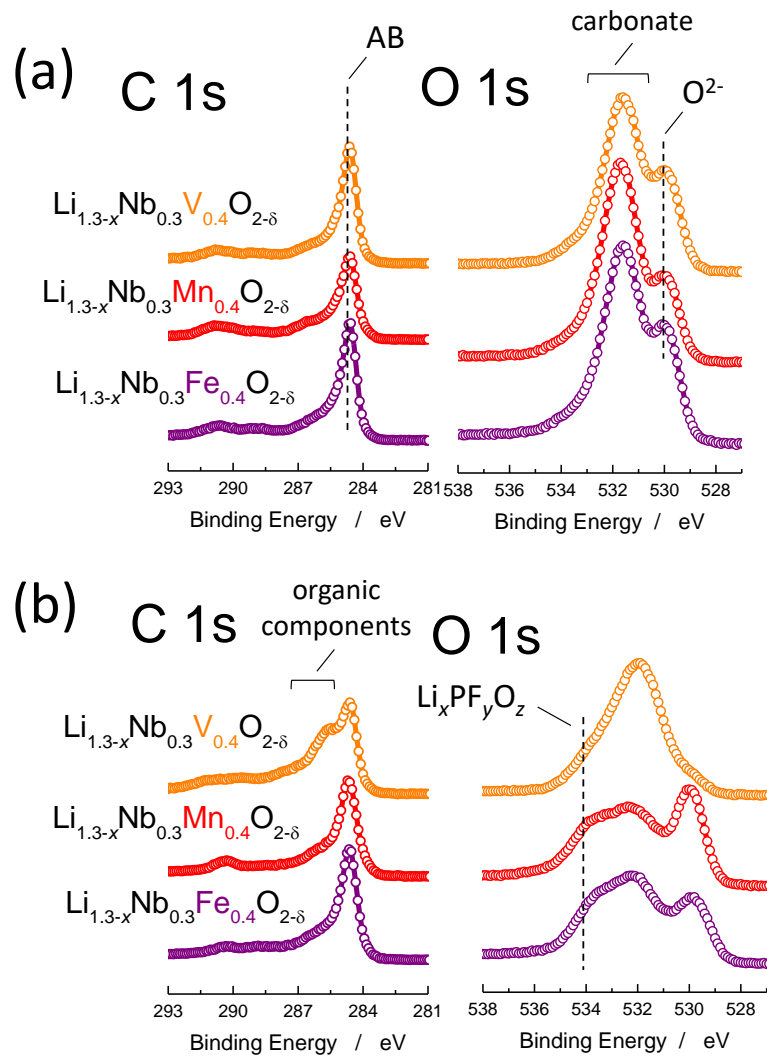 (a)
C 1s
AB
O 1s
carbonate
O²⁻
Li₁.₃₋ₓNb₀.₃V₀.₄O₂₋δ
Li₁.₃₋ₓNb₀.₃Mn₀.₄O₂₋δ
Li₁.₃₋ₓNb₀.₃Fe₀.₄O₂₋δ
293 290 287 284 281
Binding Energy / eV
538 536 534 532 530 528
Binding Energy / eV
(b)
C 1s
organic
components
O 1s
LiₓPFyOz
Li₁.₃₋ₓNb₀.₃V₀.₄O₂₋δ
Li₁.₃₋ₓNb₀.₃Mn₀.₄O₂₋δ
Li₁.₃₋ₓNb₀.₃Fe₀.₄O₂₋δ
293 290 287 284 281
Binding Energy / eV
538 536 534 532 530 528
Binding Energy / eV